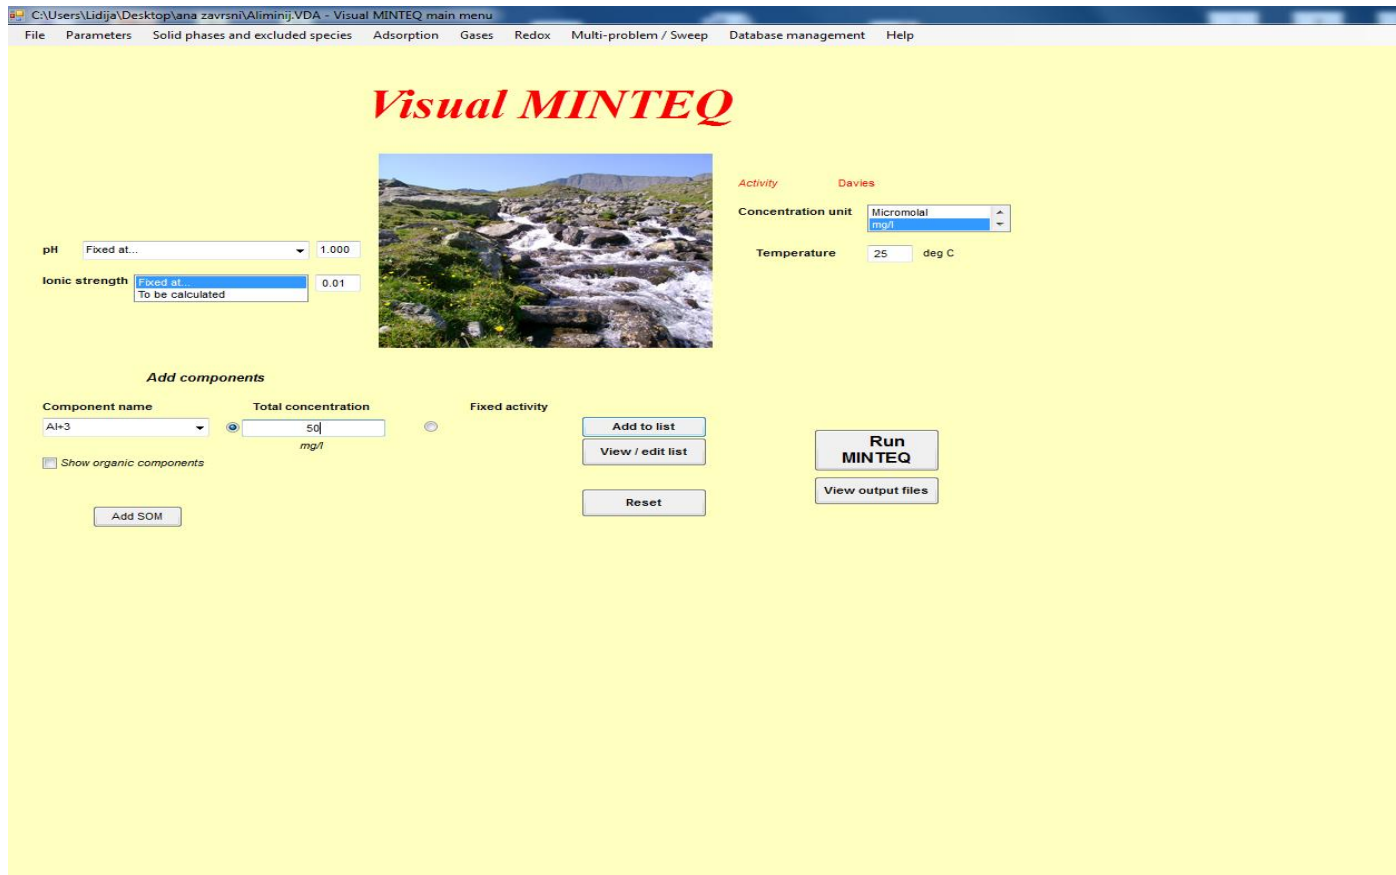 C:\Users\Lidija\Desktop\ana zavrsni\Aliminij.VDA - Visual MINTEQ main menu
File Parameters Solid phases and excluded species Adsorption Gases Redox Multi-problem / Sweep Database management Help
Visual MINTEQ
Activity Davies
Concentration unit Micromolal
mg/l
pH Fixed at... 1.000
Temperature 25 deg C
Ionic strength Fixed at... 0.01
To be calculated
Add components
Component name Total concentration Fixed activity
Al+3 50 Add to list
mg/l
Show organic components View / edit list
Run
MINTEQ
View output files
Reset
Add SOM